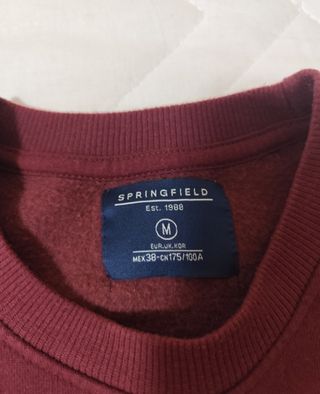 SPRINGFIELD
Est. 1988
M
EUR.UK.KOR
MEX38-CN175/100A